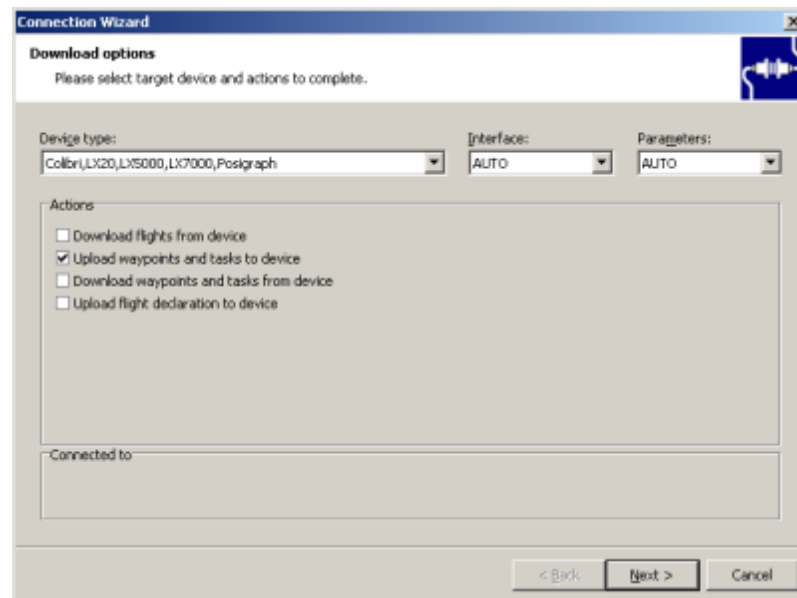 Connection Wizard
Download options
Please select target device and actions to complete.
Device type:
Interface:
Parameters:
Colibri,LX20,LX5000,LX7000,Posigraph
AUTO
AUTO
Actions
Download flights from device
Upload waypoints and tasks to device
Download waypoints and tasks from device
Upload flight declaration to device
Connected to
< Back
Next >
Cancel